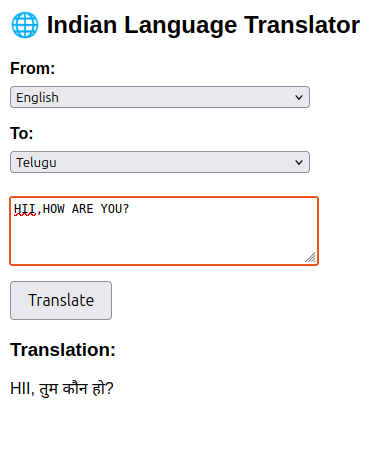 🌐 Indian Language Translator
From:
English
To:
Telugu
HII,HOW ARE YOU?
Translate
Translation:
HII, तुम कौन हो?